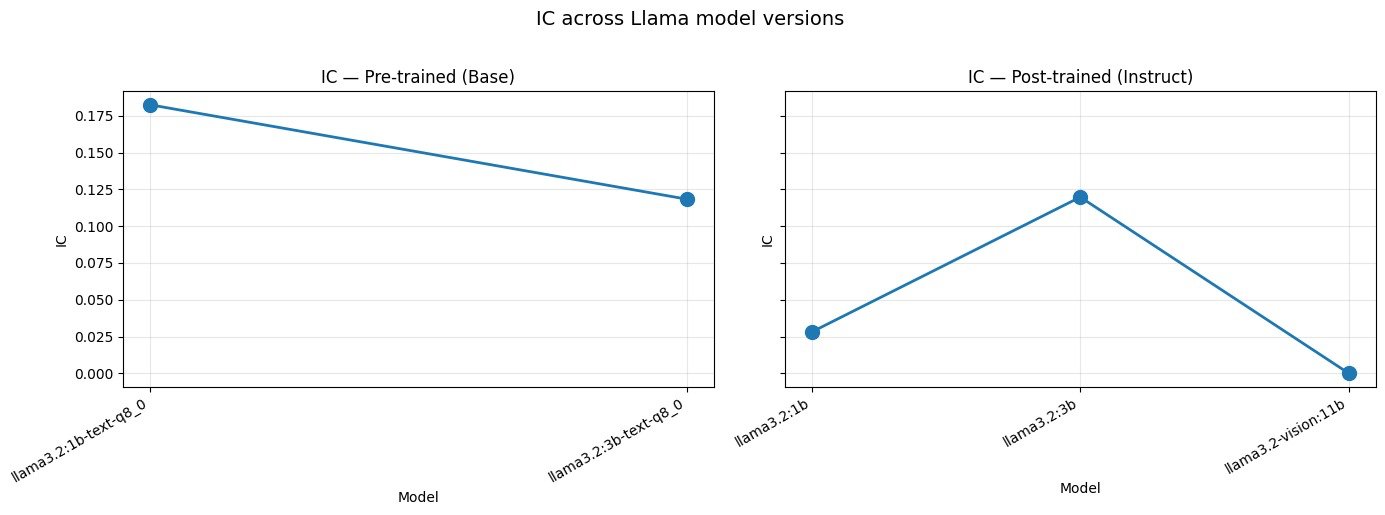 IC across Llama model versions
IC — Pre-trained (Base)
IC
0.175
0.150
0.125
0.100
0.075
0.050
0.025
0.000
llama3.2:1b-text-q8_0
llama3.2:3b-text-q8_0
Model
IC — Post-trained (Instruct)
IC
llama3.2:1b
llama3.2:3b
llama3.2-vision:11b
Model